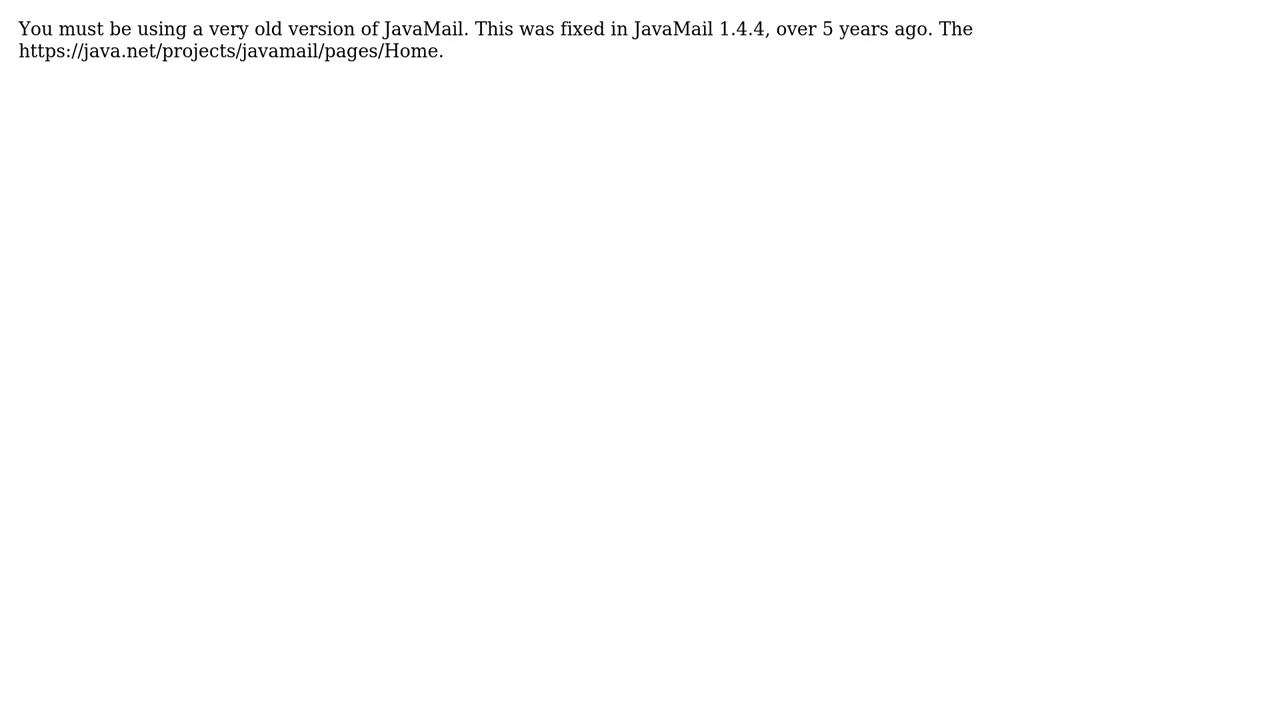 You must be using a very old version of JavaMail. This was fixed in JavaMail 1.4.4, over 5 years ago. The
https://java.net/projects/javamail/pages/Home.